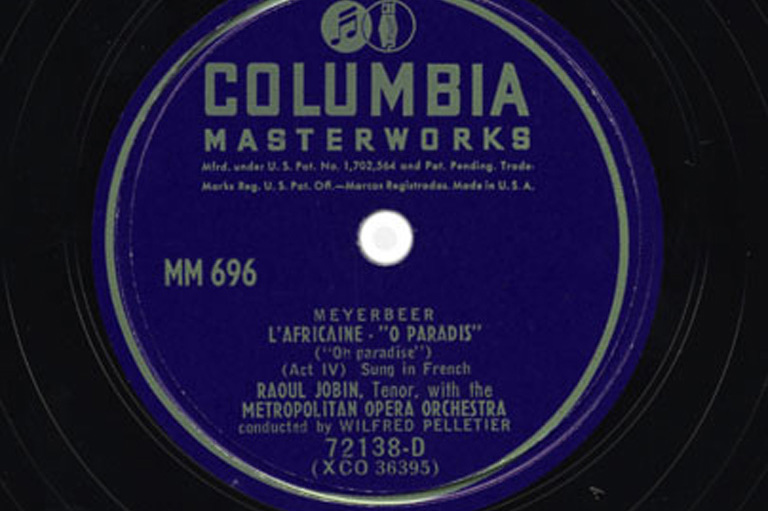 COLUMBIA
MASTERWORKS
Mfrd. under U. S. Pat. No. 1,702,564 and Pat. Pending. Trade-
Marks Reg. U. S. Pat. Off.—Marcas Registradas. Made in U. S. A.
MM 696
MEYERBEER
L'AFRICAINE - "O PARADIS"
("Oh paradise")
(Act IV) Sung in French
RAOUL JOBIN, Tenor, with the
METROPOLITAN OPERA ORCHESTRA
conducted by WILFRED PELLETIER
72138-D
(XCO 36395)